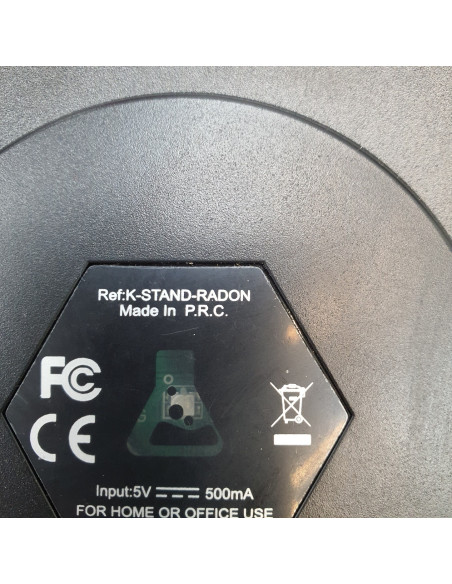 Ref:K-STAND-RADON
Made In P.R.C.
FC
CE
Input:5V ⎓ 500mA
FOR HOME OR OFFICE USE